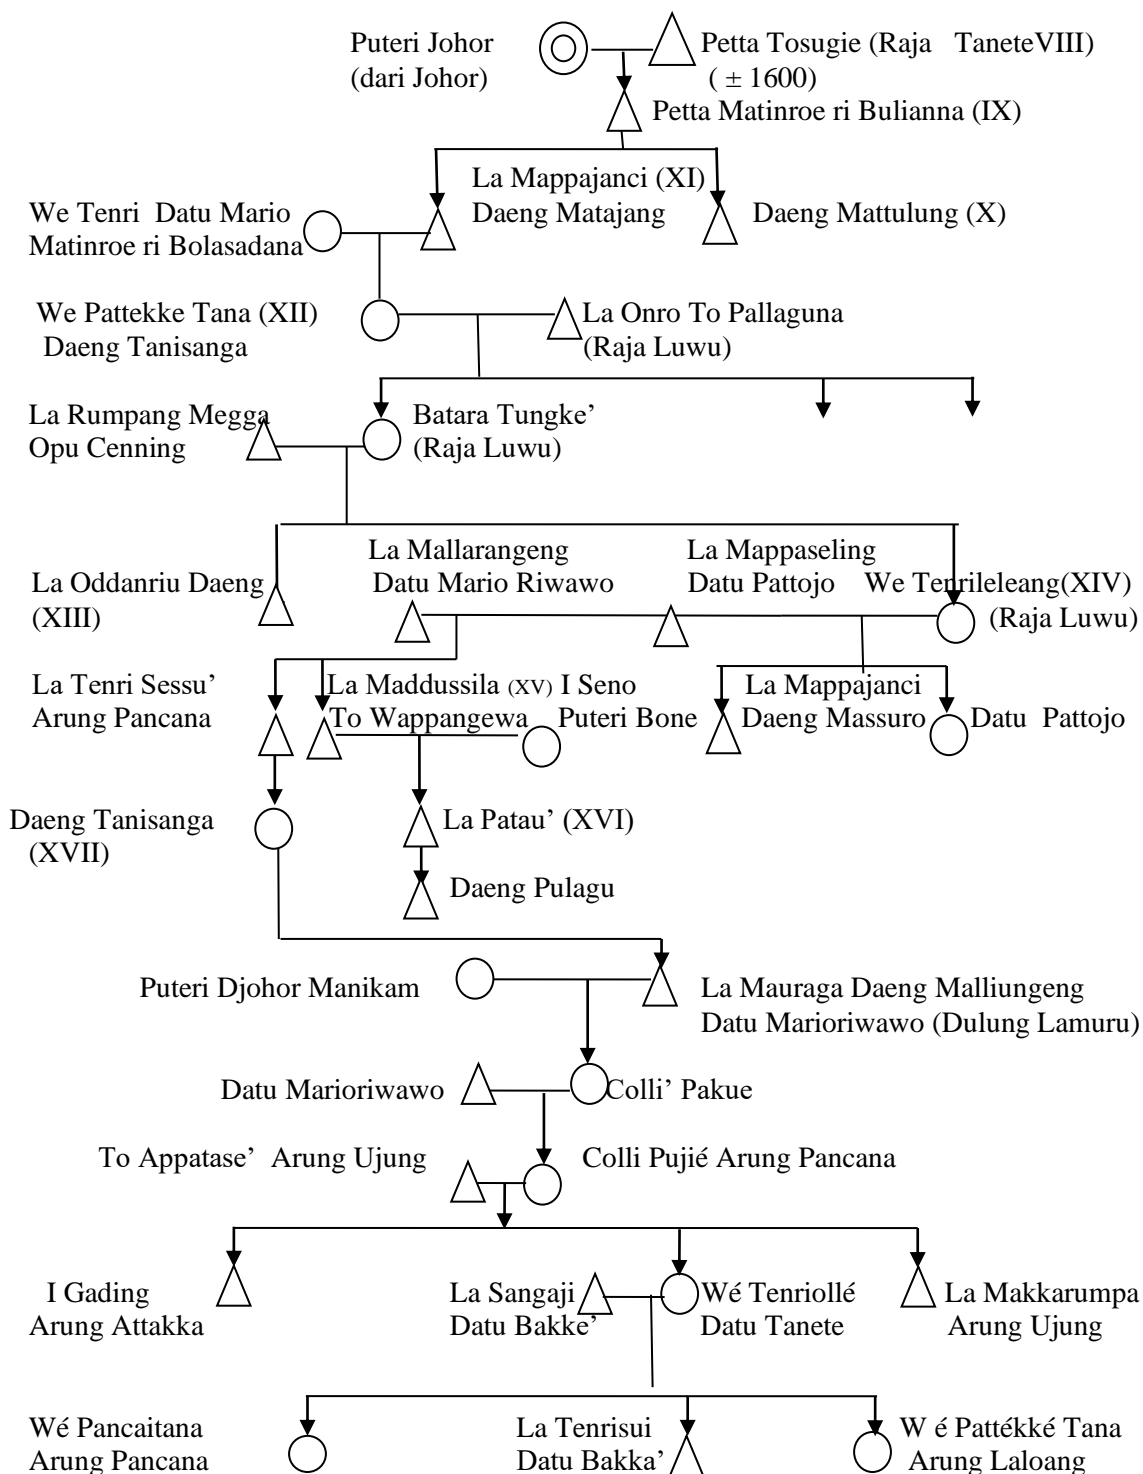 Puteri Johor
(dari Johor)
Petta Tosugie (Raja TaneteVIII)
( ± 1600)
Petta Matinroe ri Bulianna (IX)
La Mappajanci (XI)
Daeng Matajang
We Tenri Datu Mario
Matinroe ri Bolasadana
Daeng Mattulung (X)
We Pattekke Tana (XII)
Daeng Tanisanga
La Onro To Pallaguna
(Raja Luwu)
La Rumpang Megga
Opu Cenning
Batara Tungke’
(Raja Luwu)
La Oddanriu Daeng
(XIII)
La Mallarangeng
Datu Mario Riwawo
La Mappaseling
Datu Pattojo
We Tenrileleang(XIV)
(Raja Luwu)
La Tenri Sessu’
Arung Pancana
La Maddussila (XV)
To Wappangewa
I Seno
Puteri Bone
La Mappajanci
Daeng Massuro
Datu Pattojo
Daeng Tanisanga
(XVII)
La Patau’ (XVI)
Daeng Pulagu
Puteri Djohor Manikam
La Mauraga Daeng Malliungeng
Datu Marioriwawo (Dulung Lamuru)
Datu Marioriwawo
Colli’ Pakue
To Appatase’ Arung Ujung
Colli Pujié Arung Pancana
I Gading
Arung Attakka
La Sangaji
Datu Bakke’
Wé Tenriollé
Datu Tanete
La Makkarumpa
Arung Ujung
Wé Pancaitana
Arung Pancana
La Tenrisui
Datu Bakka’
W é Pattékké Tana
Arung Laloang